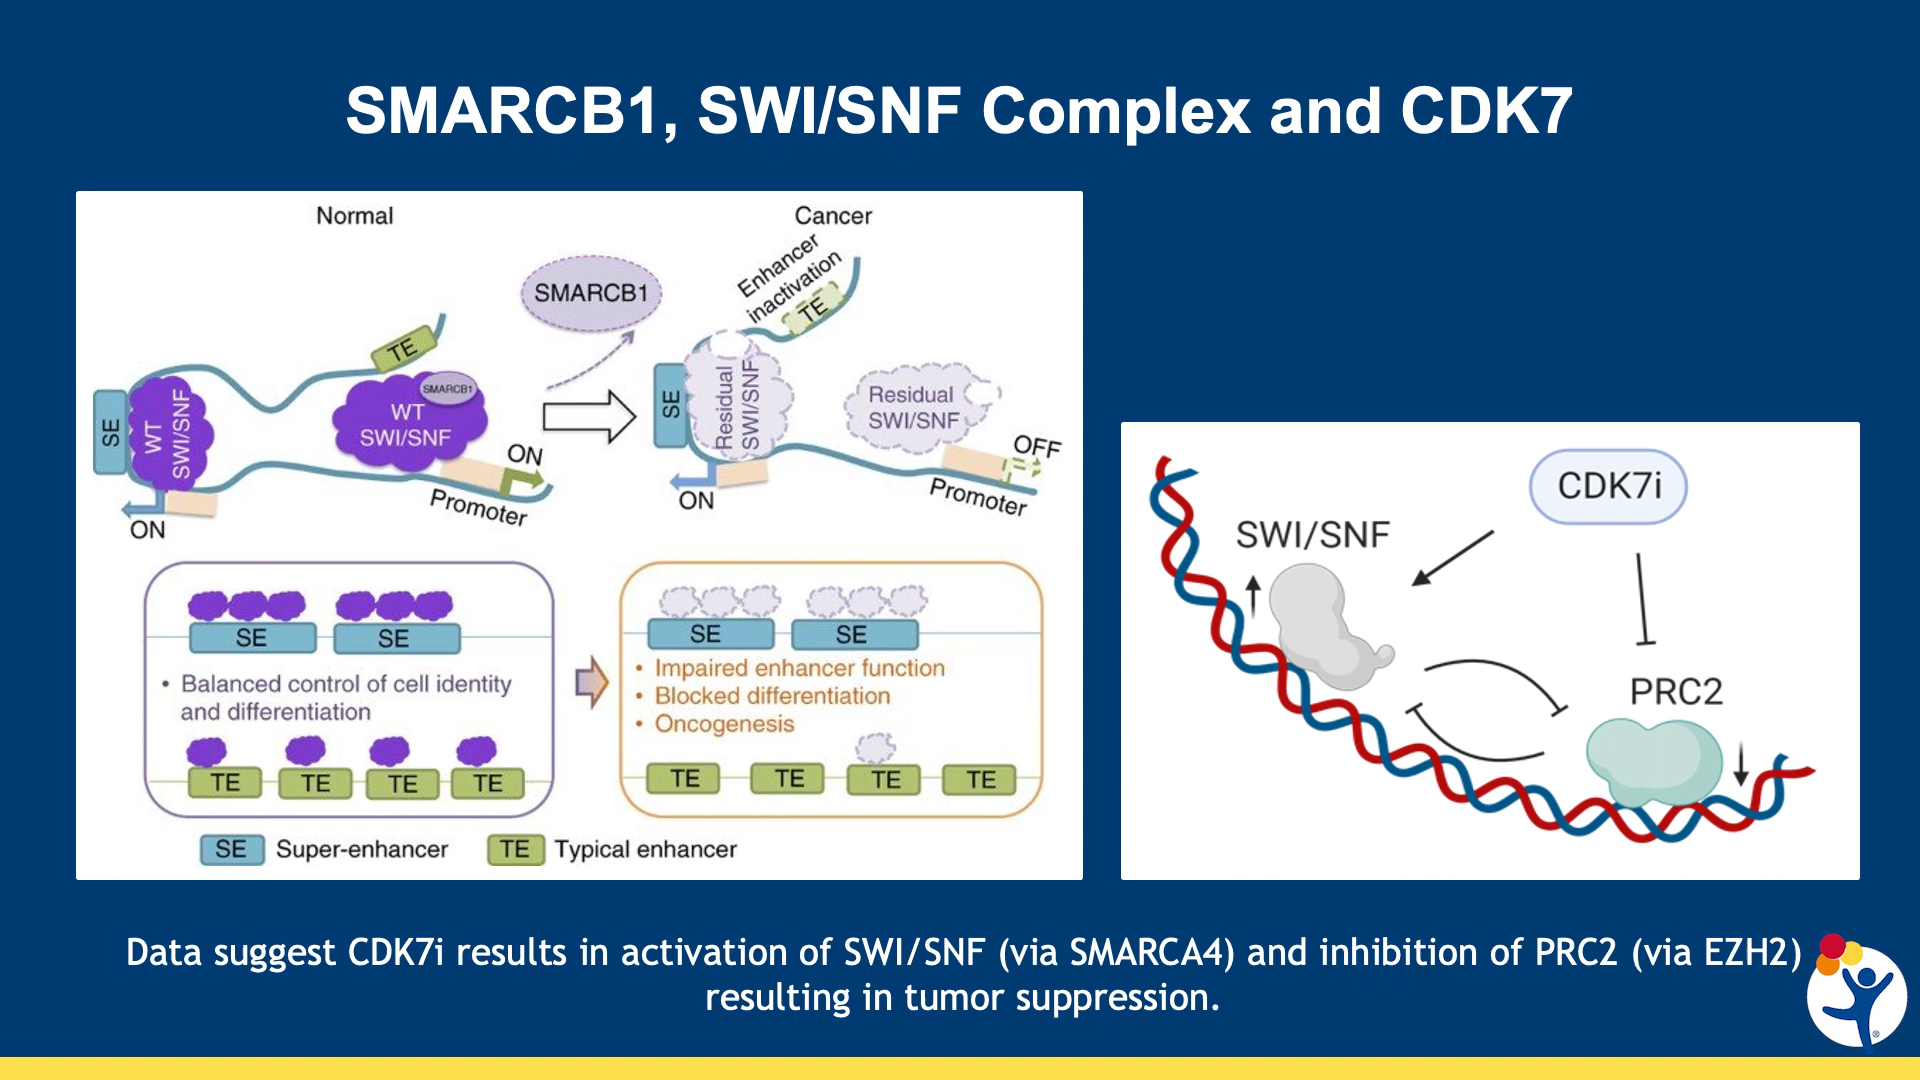 SMARCB1, SWI/SNF Complex and CDK7
Normal
Cancer
SMARCB1
Enhancer
inactivation
TE
TE
SE
WT
SWI/SNF
SMARCB1
WT
SWI/SNF
ON
Promoter
ON
SE
Residual
SWI/SNF
Residual
SWI/SNF
OFF
Promoter
ON
SE
SE
• Balanced control of cell identity
and differentiation
TE
TE
TE
TE
SE
SE
• Impaired enhancer function
• Blocked differentiation
• Oncogenesis
TE
TE
TE
TE
SE Super-enhancer
TE Typical enhancer
CDK7i
SWI/SNF
PRC2
Data suggest CDK7i results in activation of SWI/SNF (via SMARCA4) and inhibition of PRC2 (via EZH2)
resulting in tumor suppression.
®